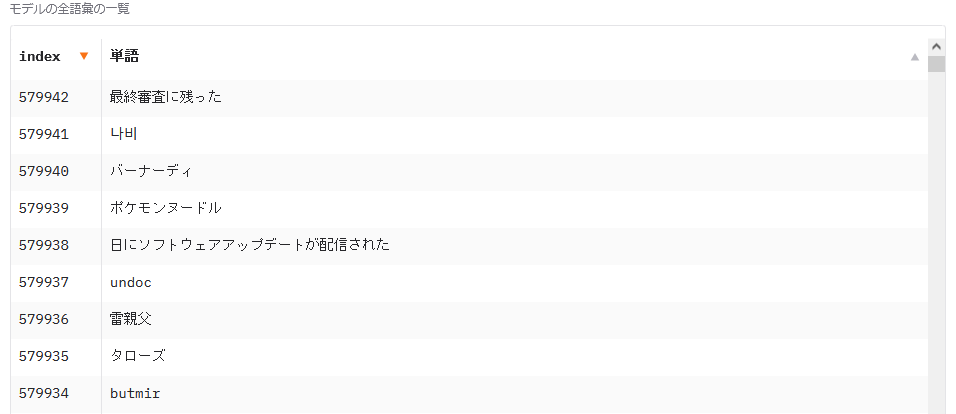 モデルの全語彙の一覧
index 単語
579942 最終審査に残った
579941 나비
579940 バーナーディ
579939 ポケモンヌードル
579938 日にソフトウェアアップデートが配信された
579937 undoc
579936 雷親父
579935 タローズ
579934 butmir